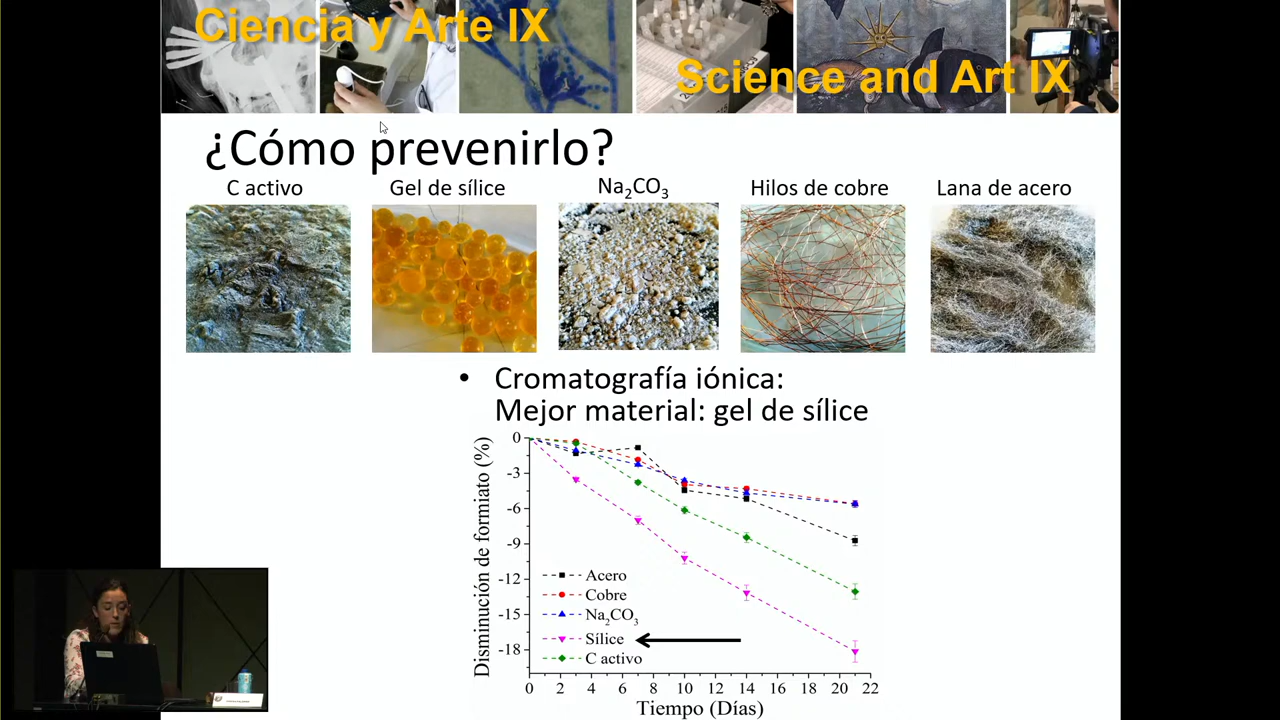 Ciencia y Arte IX
Science and Art IX
¿Cómo prevenirlo?
C activo
Gel de sílice
Na₂CO₃
Hilos de cobre
Lana de acero
• Cromatografía iónica:
Mejor material: gel de sílice
Disminución de formiato (%)
0
-3
-6
-9
-12
-15
-18
Acero
Cobre
Na₂CO₃
Sílice
C activo
0 2 4 6 8 10 12 14 16 18 20 22
Tiempo (Días)